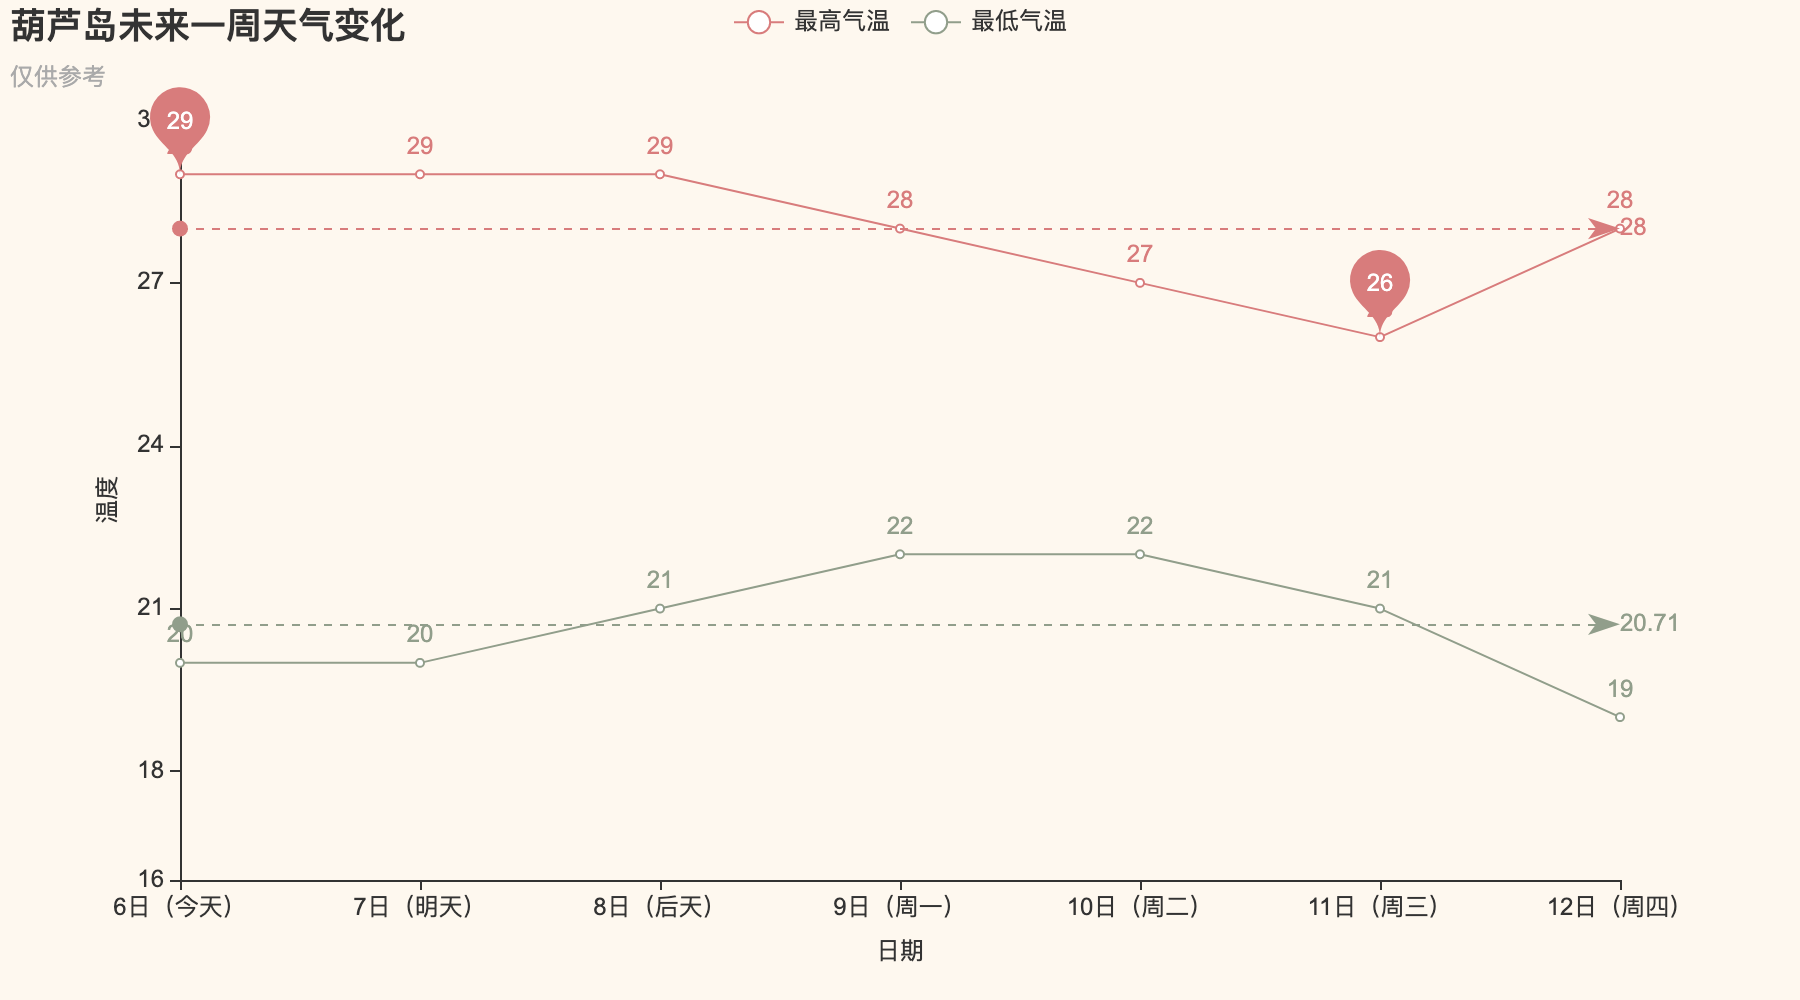 葫芦岛未来一周天气变化
仅供参考
最高气温
最低气温
29
29
29
28
28
28
27
26
27
24
温度
22
22
21
21
21
20.71
20
20
19
18
16
6日（今天）
7日（明天）
8日（后天）
9日（周一）
10日（周二）
11日（周三）
12日（周四）
日期